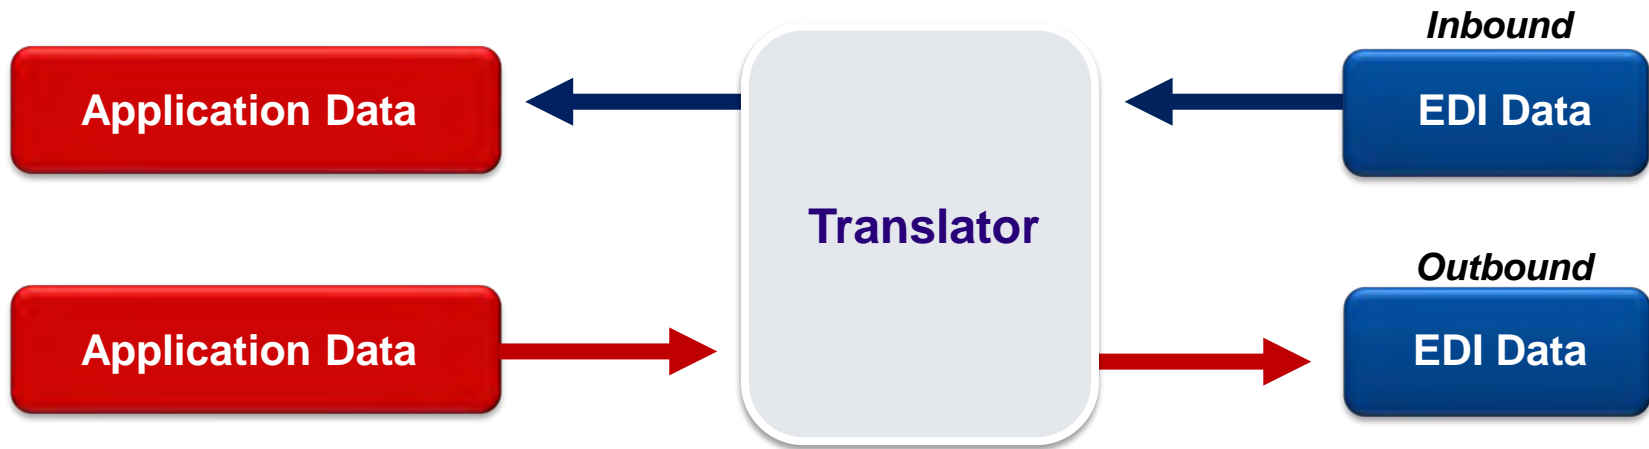 Inbound
Application Data
EDI Data
Translator
Outbound
Application Data
EDI Data